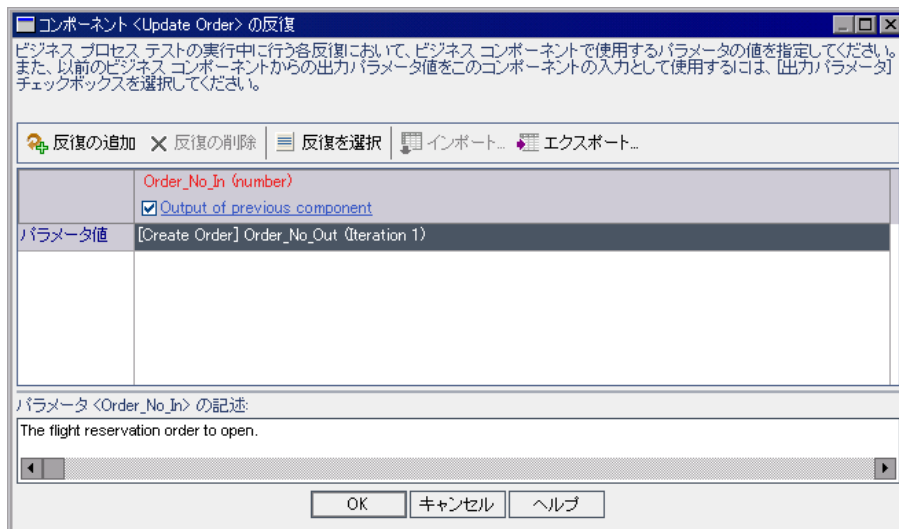 コンポーネント <Update Order> の反復
ビジネス プロセス テストの実行中に行う各反復において、ビジネス コンポーネントで使用するパラメータの値を指定してください。
また、以前のビジネス コンポーネントからの出力パラメータ値をこのコンポーネントの入力として使用するには、[出力パラメータ]
チェックボックスを選択してください。
反復の追加 反復の削除 反復を選択 インポート... エクスポート...
Order_No_In (number)
Output of previous component
パラメータ値 [Create Order] Order_No_Out (Iteration 1)
パラメータ <Order_No_In> の記述:
The flight reservation order to open.
OK キャンセル ヘルプ